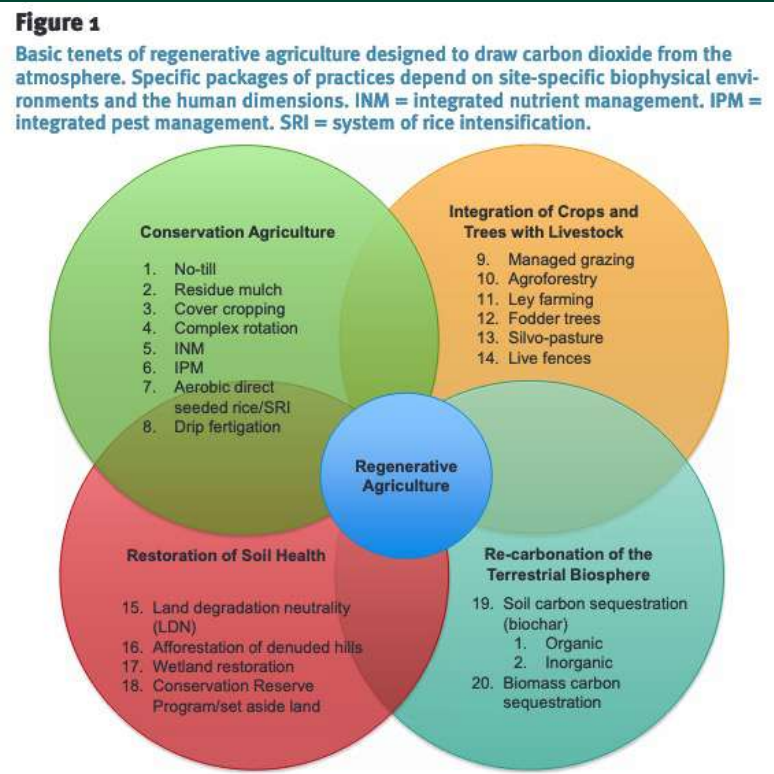 Figure 1
Basic tenets of regenerative agriculture designed to draw carbon dioxide from the
atmosphere. Specific packages of practices depend on site-specific biophysical envi-
ronments and the human dimensions. INM = integrated nutrient management. IPM =
integrated pest management. SRI = system of rice intensification.
Conservation Agriculture
1. No-till
2. Residue mulch
3. Cover cropping
4. Complex rotation
5. INM
6. IPM
7. Aerobic direct
seeded rice/SRI
8. Drip fertigation
Integration of Crops and
Trees with Livestock
9. Managed grazing
10. Agroforestry
11. Ley farming
12. Fodder trees
13. Silvo-pasture
14. Live fences
Regenerative
Agriculture
Restoration of Soil Health
15. Land degradation neutrality
(LDN)
16. Afforestation of denuded hills
17. Wetland restoration
18. Conservation Reserve
Program/set aside land
Re-carbonation of the
Terrestrial Biosphere
19. Soil carbon sequestration
(biochar)
1. Organic
2. Inorganic
20. Biomass carbon
sequestration